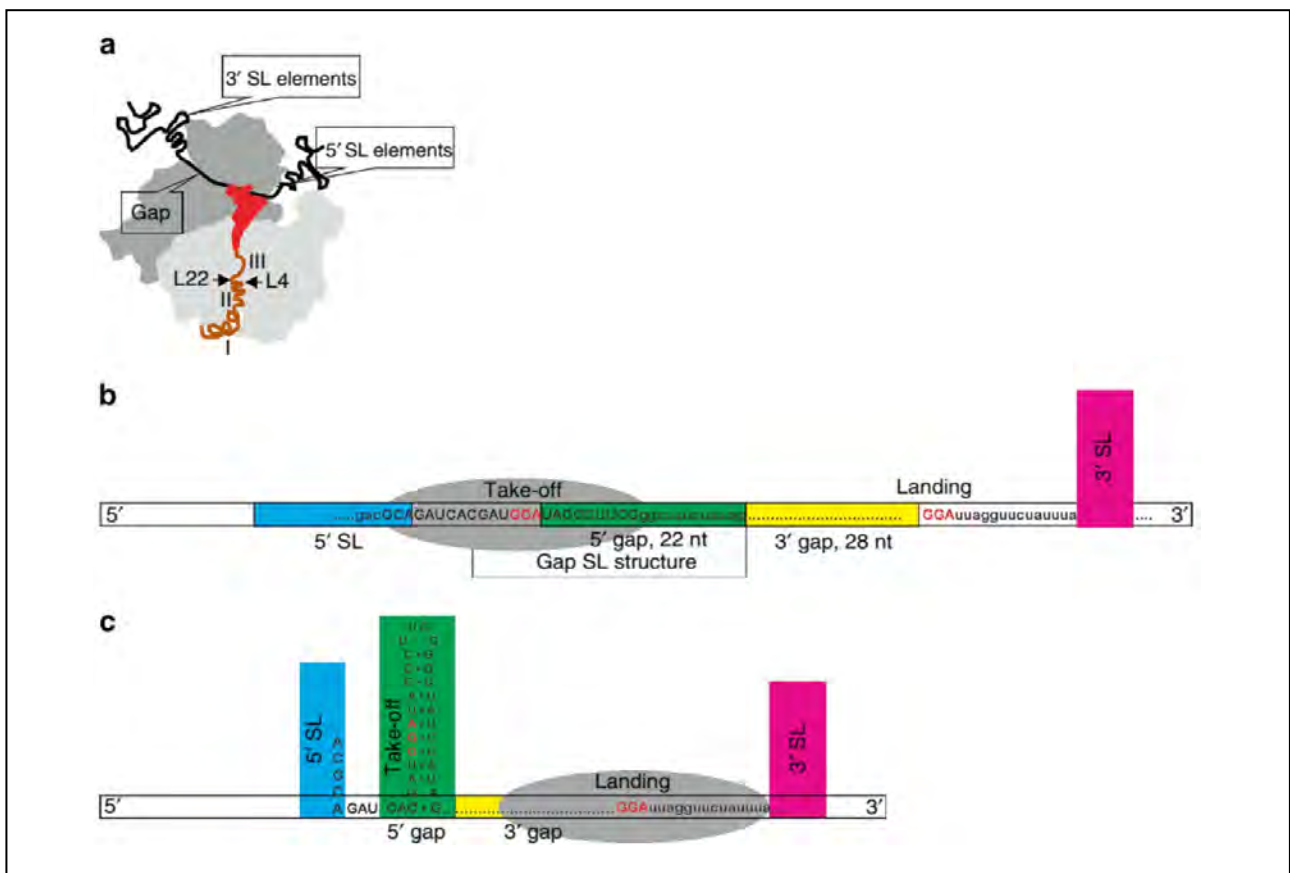 a
3′ SL elements
5′ SL elements
Gap
III
L22
L4
II
I
b
Take-off
Landing
3′ SL
5′
.....gacGCAGAUCACGAUGGA
GGAuuagguucuauuua
.... 3′
5′ SL
5′ gap, 22 nt
3′ gap, 28 nt
Gap SL structure
c
5′ SL
Take-off
Landing
3′ SL
5′
A GAU
CAC
G
GGAuuagguucuauuua
3′
5′ gap
3′ gap